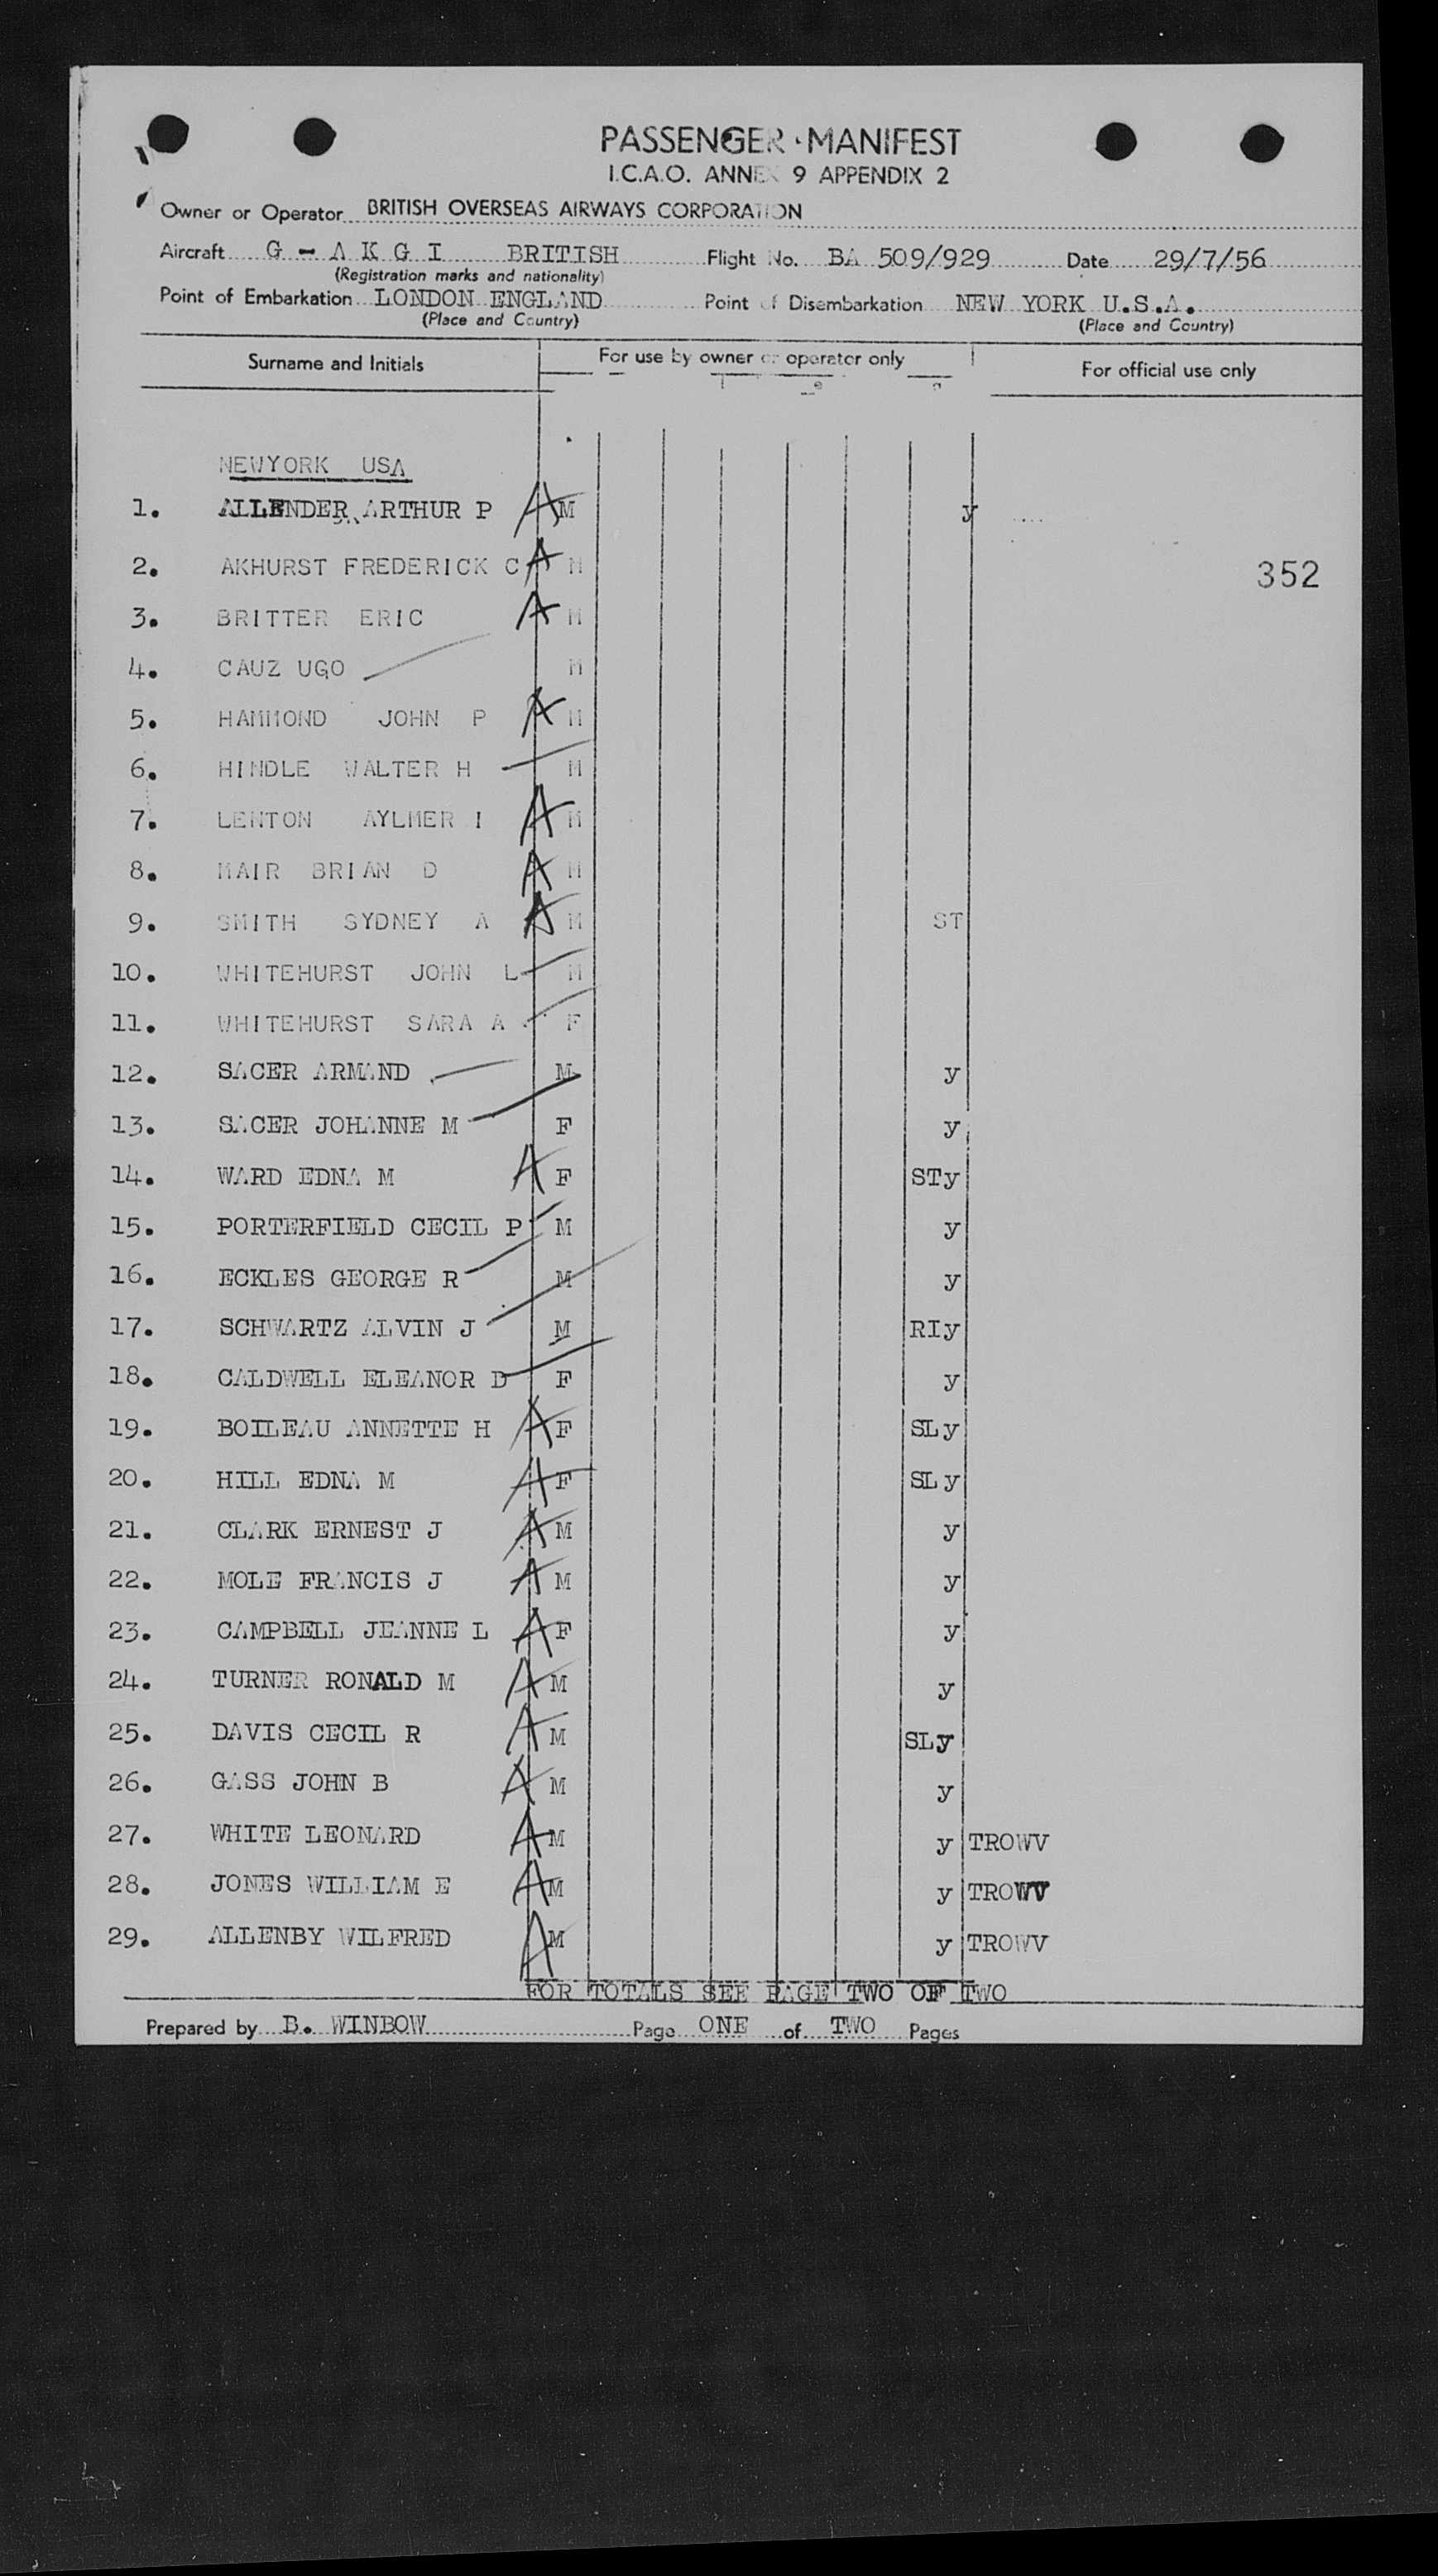 PASSENGER MANIFEST
I.C.A.O. ANNEX 9 APPENDIX 2
Owner or Operator BRITISH OVERSEAS AIRWAYS CORPORATION
Aircraft G - A K G I BRITISH Flight No. BA 509/929 Date 29/7/56
(Registration marks and nationality)
Point of Embarkation LONDON ENGLAND Point of Disembarkation NEW YORK U.S.A.
(Place and Country) (Place and Country)
Surname and Initials For use by owner or operator only For official use only
NEWYORK USA
1. ALLENDER ARTHUR P A M y
2. AKHURST FREDERICK C A M 352
3. BRITTER ERIC A M
4. CAUZ UGO M
5. HAMMOND JOHN P A M
6. HINDLE WALTER H M
7. LENTON AYLMER I A M
8. MAIR BRIAN D A M
9. SMITH SYDNEY A A M ST
10. WHITEHURST JOHN L M
11. WHITEHURST SARA A F
12. SACER ARMAND M y
13. SACER JOHANNE M F y
14. WARD EDNA M A F STy
15. PORTERFIELD CECIL P M y
16. ECKLES GEORGE R M y
17. SCHWARTZ ALVIN J M RIy
18. CALDWELL ELEANOR D F y
19. BOILEAU ANNETTE H A F SLy
20. HILL EDNA M A F SLy
21. CLARK ERNEST J A M y
22. MOLE FRANCIS J A M y
23. CAMPBELL JEANNE L A F y
24. TURNER RONALD M A M y
25. DAVIS CECIL R A M SLy
26. GASS JOHN B A M y
27. WHITE LEONARD A M y TROWV
28. JONES WILLIAM E A M y TROWV
29. ALLENBY WILFRED A M y TROWV
FOR TOTALS SEE PAGE TWO OF TWO
Prepared by B. WINBOW Page ONE of TWO Pages